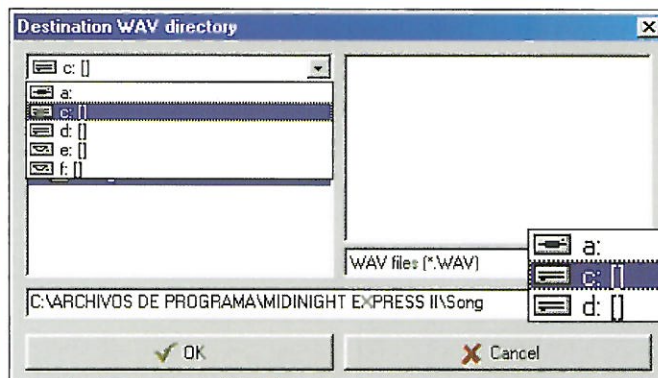 Destination WAV directory
c: []
a:
c: []
d: []
e: []
f: []
WAV files (*.WAV)
a:
c: []
d: []
C:\ARCHIVOS DE PROGRAMA\MIDINIGHT EXPRESS II\Song
OK
Cancel